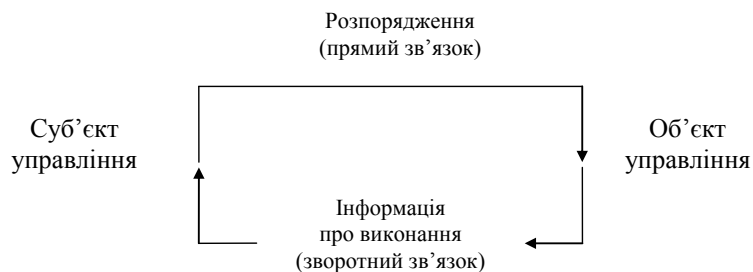 Розпорядження
(прямий зв’язок)
Суб’єкт
управління
Об’єкт
управління
Інформація
про виконання
(зворотний зв’язок)